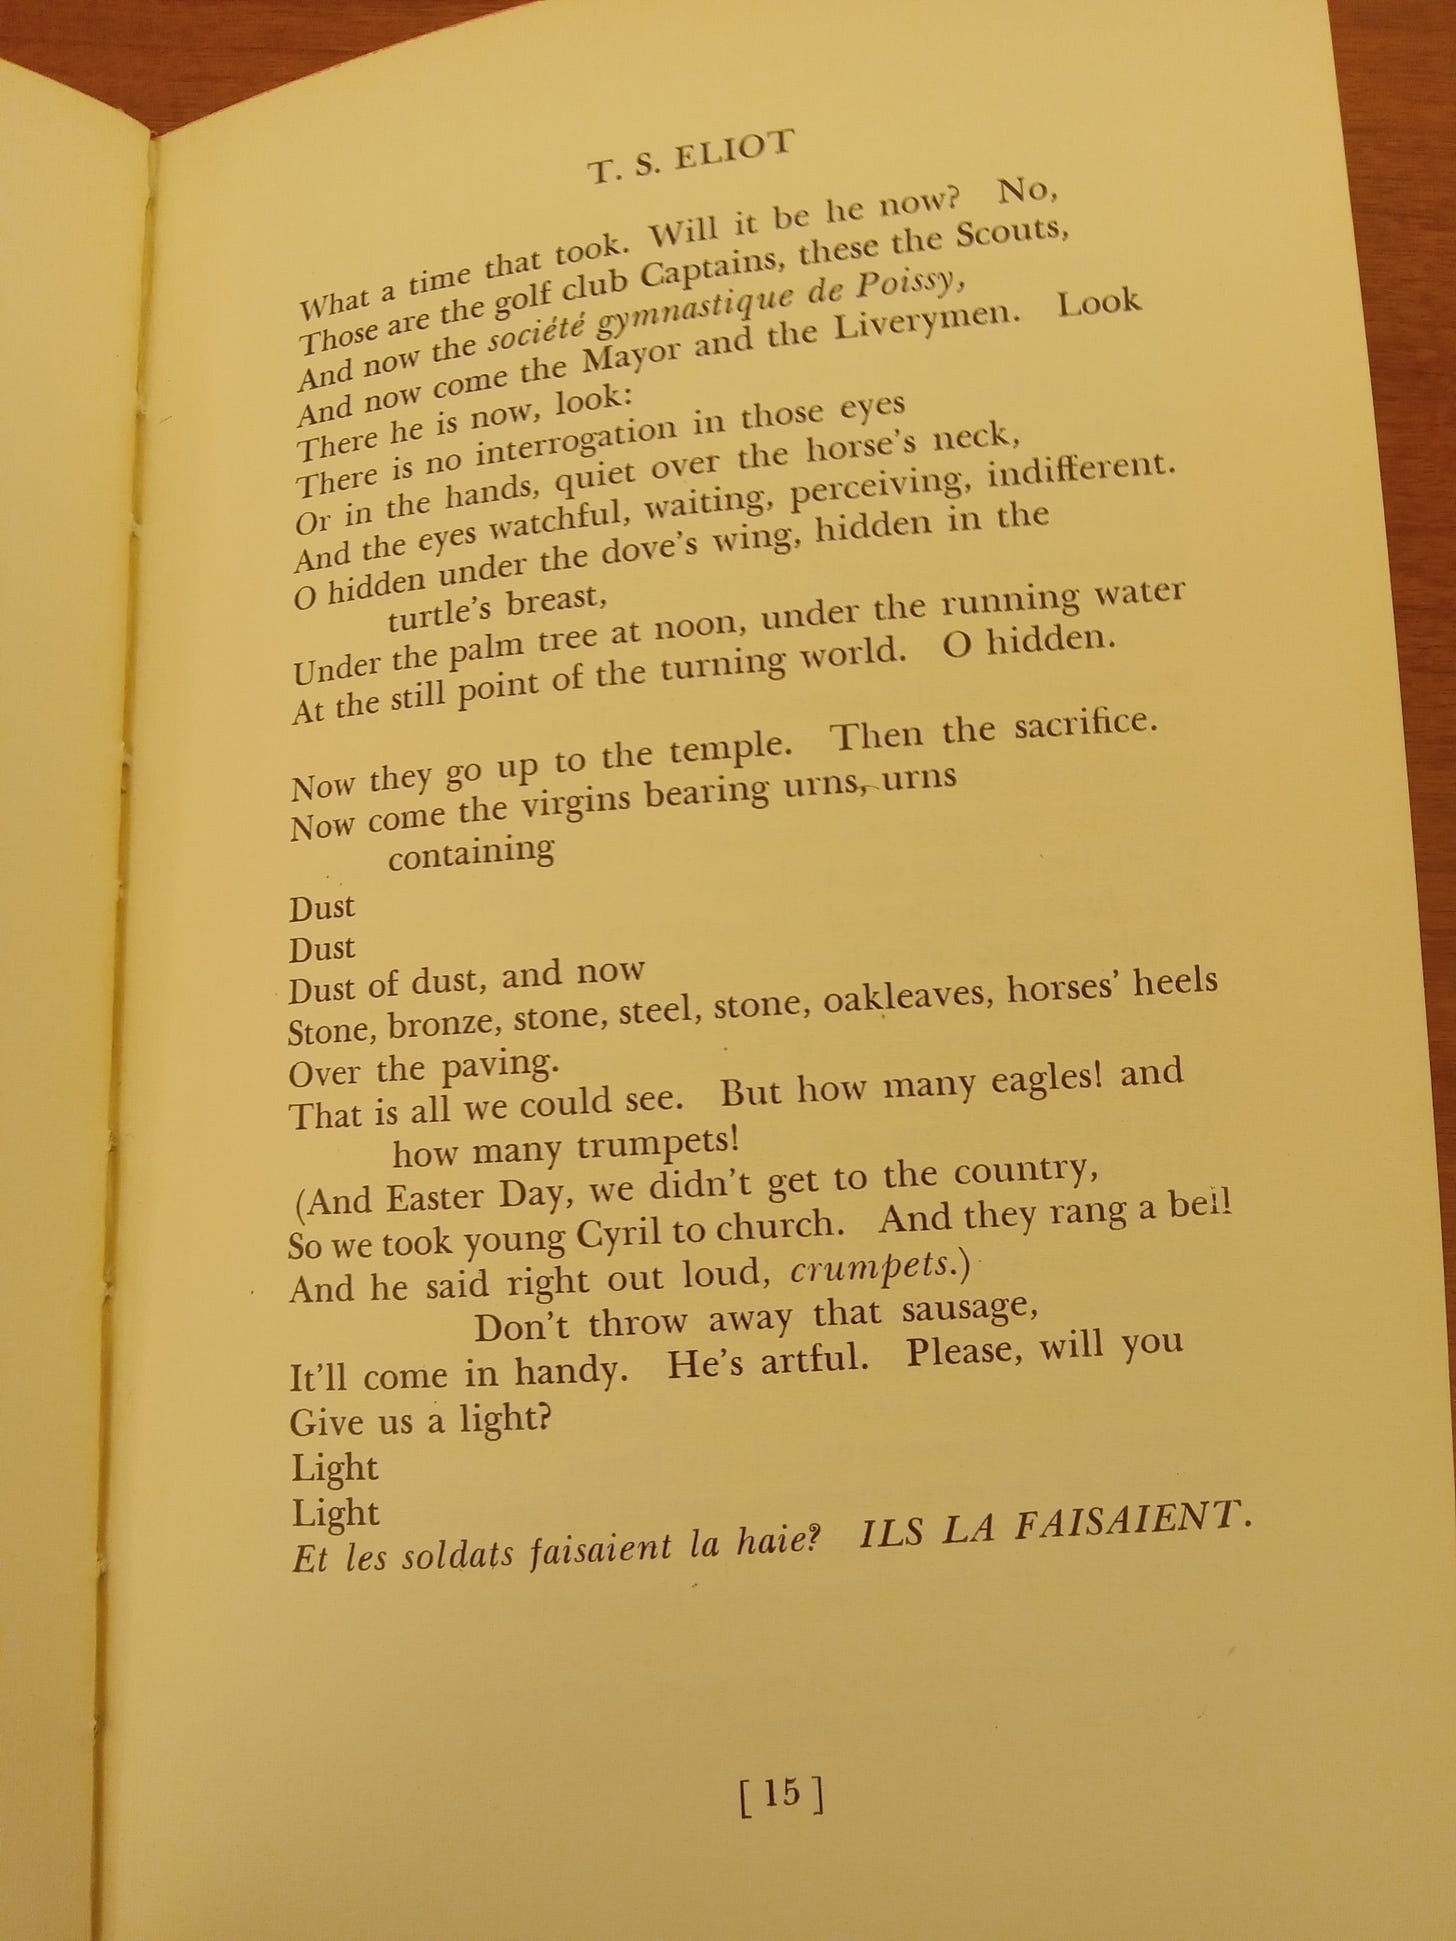 T. S. ELIOT
What a time that took. Will it be he now? No,
Those are the golf club Captains, these the Scouts,
And now the société gymnastique de Poissy,
And now come the Mayor and the Liverymen. Look
There he is now, look:
There is no interrogation in those eyes
Or in the hands, quiet over the horse's neck,
And the eyes watchful, waiting, perceiving, indifferent.
O hidden under the dove's wing, hidden in the
turtle's breast,
Under the palm tree at noon, under the running water
At the still point of the turning world. O hidden.
Now they go up to the temple. Then the sacrifice.
Now come the virgins bearing urns, urns
containing
Dust
Dust
Dust of dust, and now
Stone, bronze, stone, steel, stone, oakleaves, horses' heels
Over the paving.
That is all we could see. But how many eagles! and
how many trumpets!
(And Easter Day, we didn't get to the country,
So we took young Cyril to church. And they rang a bell
And he said right out loud, crumpets.)
Don't throw away that sausage,
It'll come in handy. He's artful. Please, will you
Give us a light?
Light
Light
Et les soldats faisaient la haie? ILS LA FAISAIENT.
[ 15 ]